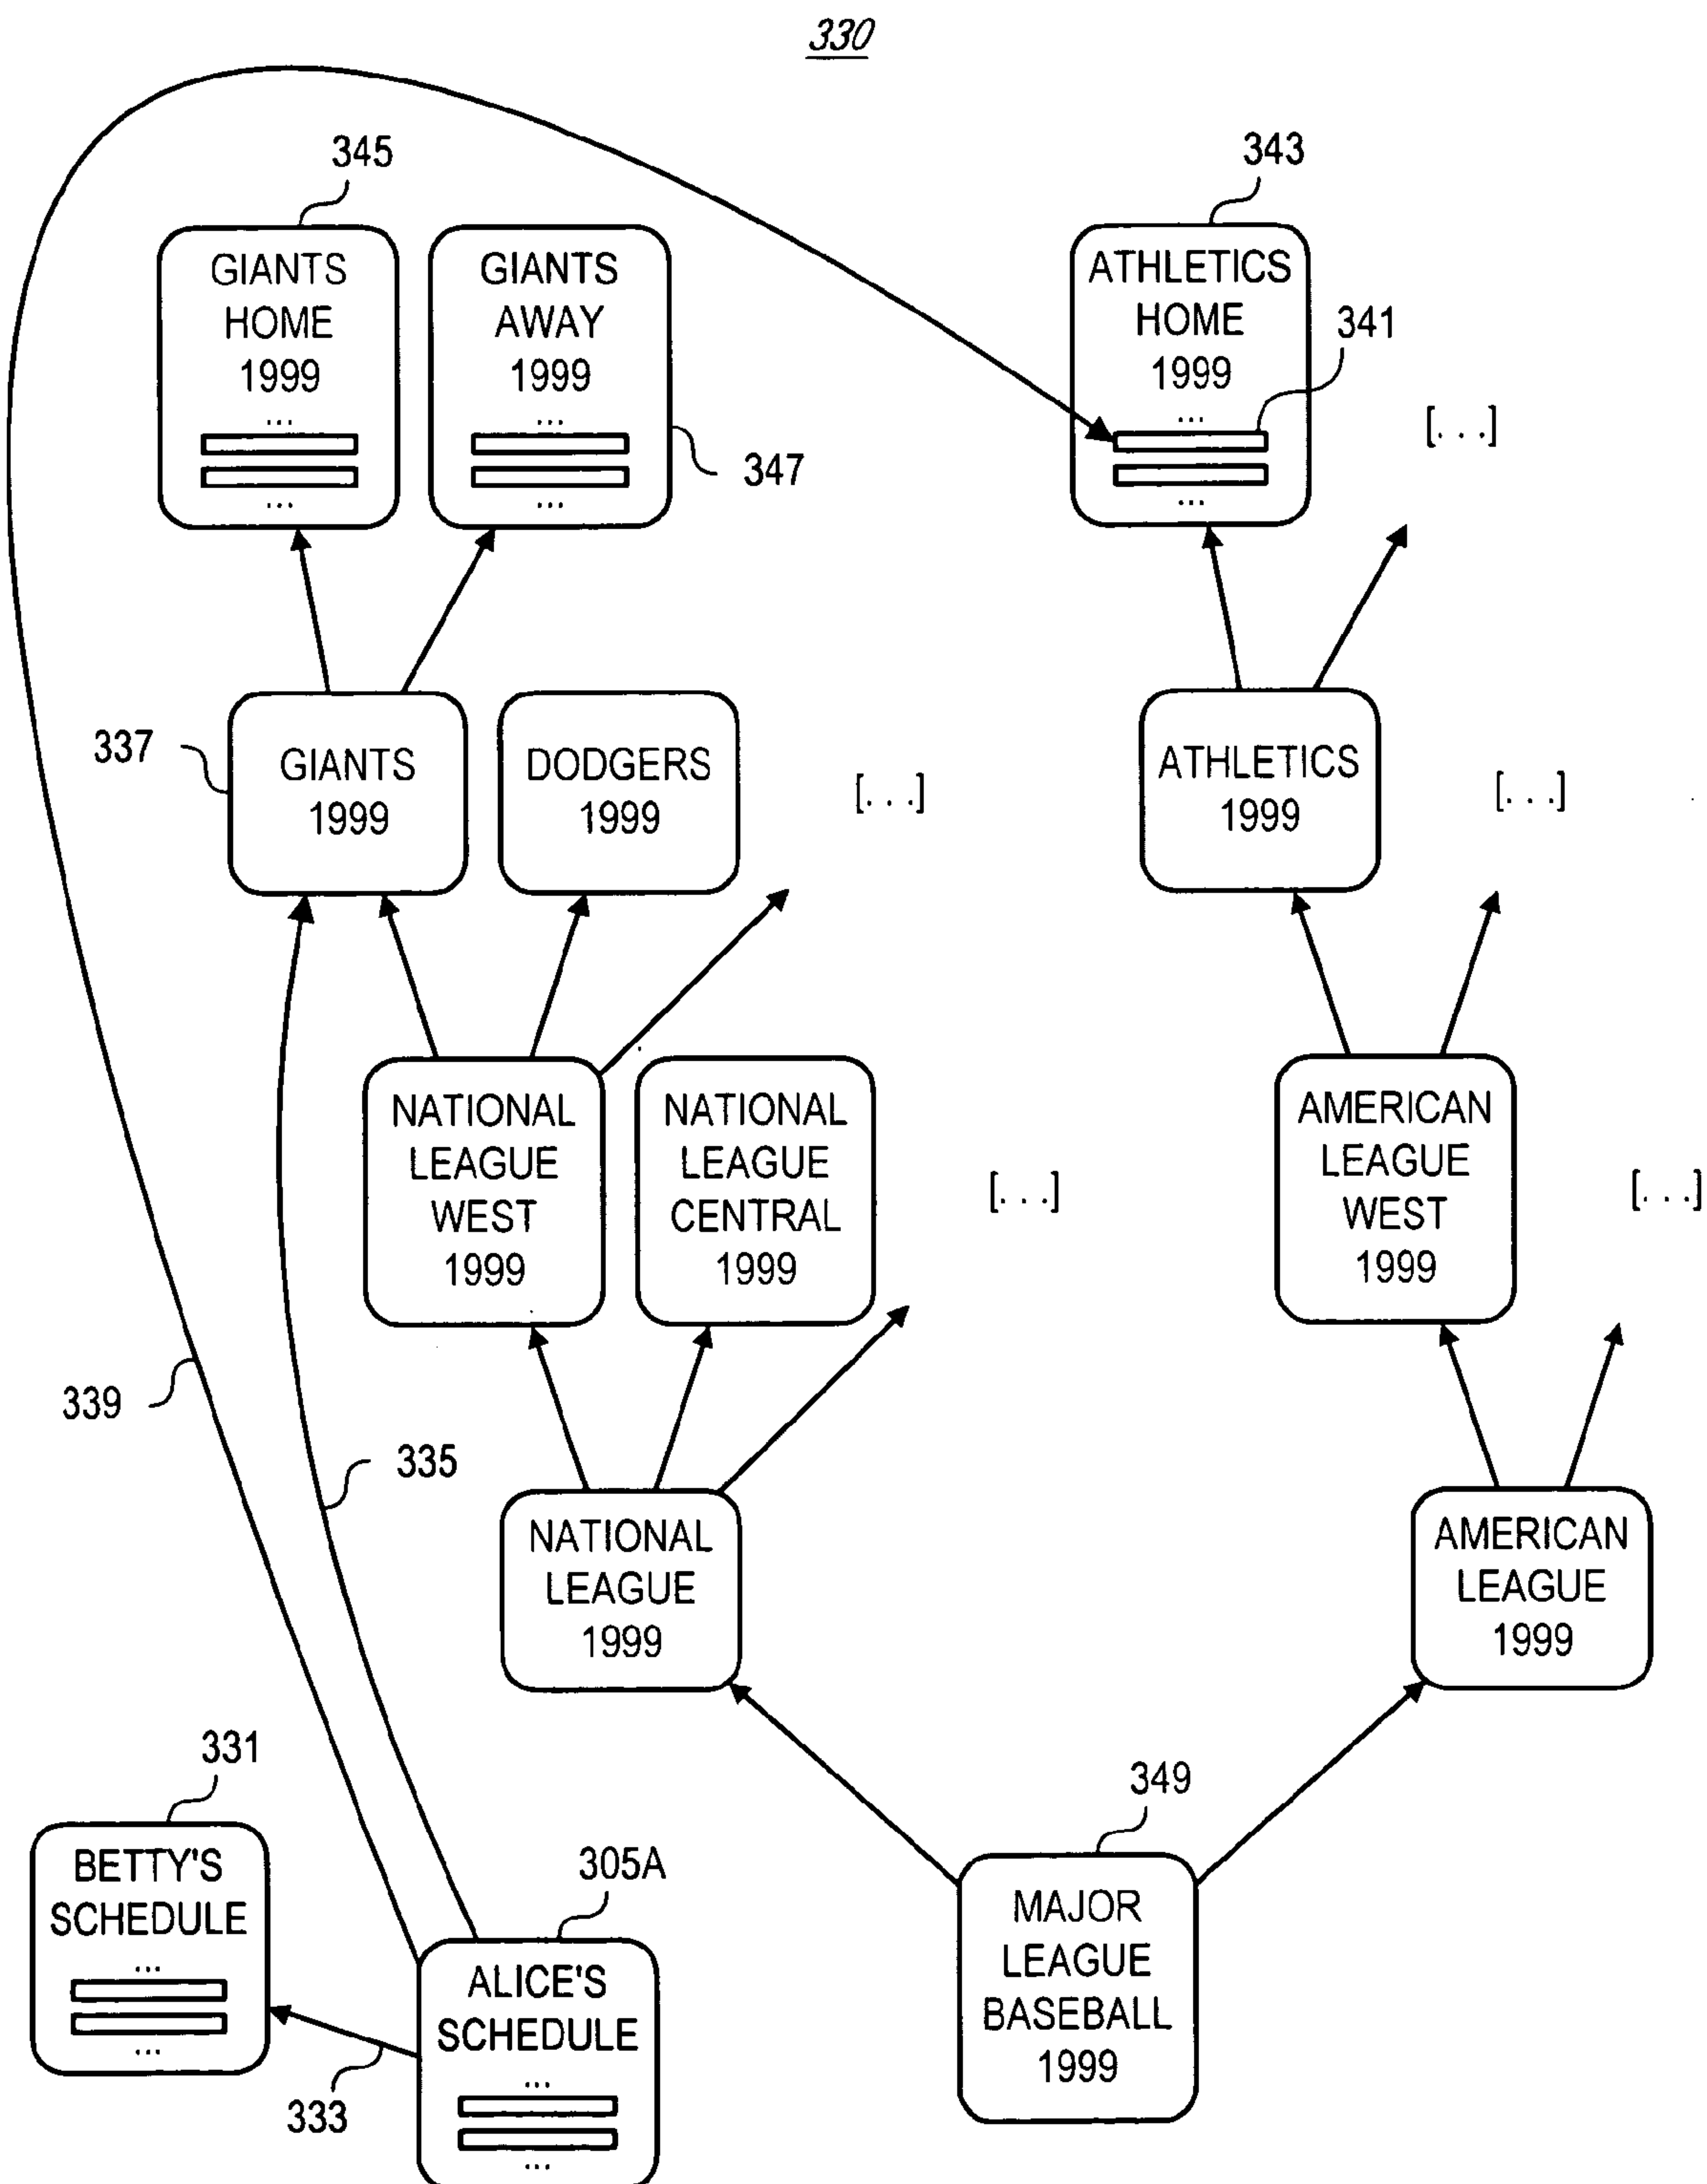 330
345
343
GIANTS
HOME
1999
...
...
GIANTS
AWAY
1999
...
...
347
ATHLETICS
HOME
1999
...
...
341
[. . .]
337
GIANTS
1999
DODGERS
1999
[. . .]
ATHLETICS
1999
[. . .]
NATIONAL
LEAGUE
WEST
1999
NATIONAL
LEAGUE
CENTRAL
1999
[. . .]
AMERICAN
LEAGUE
WEST
1999
[. . .]
339
335
NATIONAL
LEAGUE
1999
AMERICAN
LEAGUE
1999
331
BETTY'S
SCHEDULE
...
...
333
305A
ALICE'S
SCHEDULE
...
...
349
MAJOR
LEAGUE
BASEBALL
1999